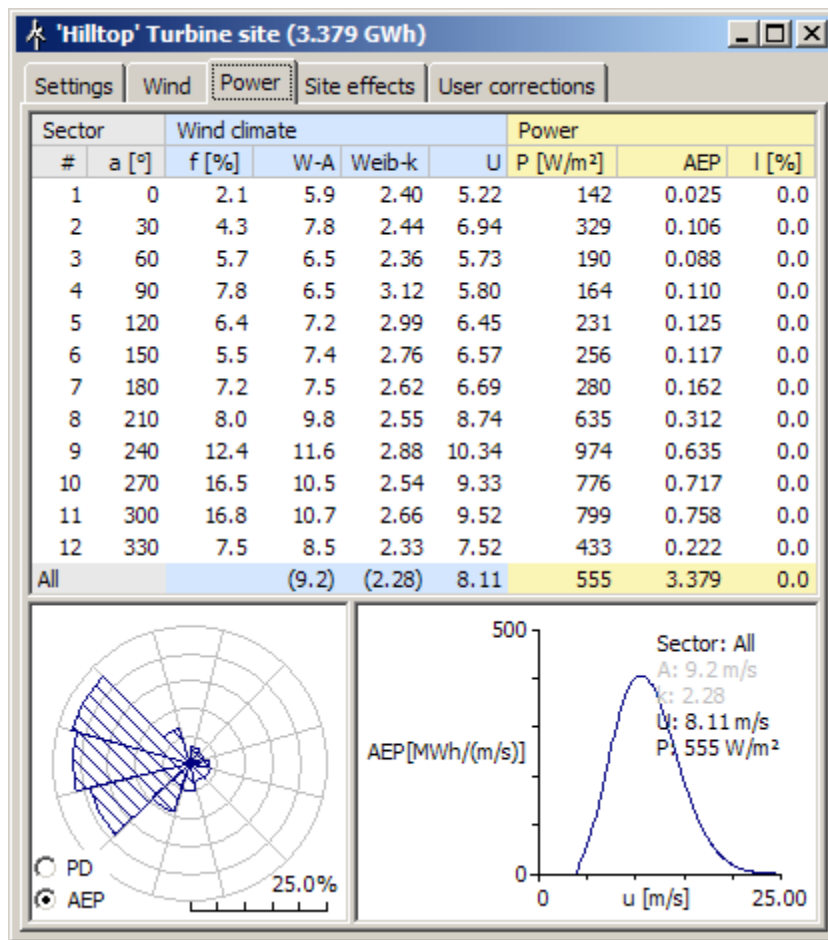 'Hilltop' Turbine site (3.379 GWh)
Settings Wind Power Site effects User corrections
Sector Wind climate Power
# a [°] f [%] W-A Weib-k U P [W/m²] AEP l [%]
1 0 2.1 5.9 2.40 5.22 142 0.025 0.0
2 30 4.3 7.8 2.44 6.94 329 0.106 0.0
3 60 5.7 6.5 2.36 5.73 190 0.088 0.0
4 90 7.8 6.5 3.12 5.80 164 0.110 0.0
5 120 6.4 7.2 2.99 6.45 231 0.125 0.0
6 150 5.5 7.4 2.76 6.57 256 0.117 0.0
7 180 7.2 7.5 2.62 6.69 280 0.162 0.0
8 210 8.0 9.8 2.55 8.74 635 0.312 0.0
9 240 12.4 11.6 2.88 10.34 974 0.635 0.0
10 270 16.5 10.5 2.54 9.33 776 0.717 0.0
11 300 16.8 10.7 2.66 9.52 799 0.758 0.0
12 330 7.5 8.5 2.33 7.52 433 0.222 0.0
All (9.2) (2.28) 8.11 555 3.379 0.0
PD
AEP
25.0%
500
Sector: All
A: 9.2 m/s
k: 2.28
U: 8.11 m/s
P: 555 W/m²
AEP[MWh/(m/s)]
0
0 u [m/s] 25.00